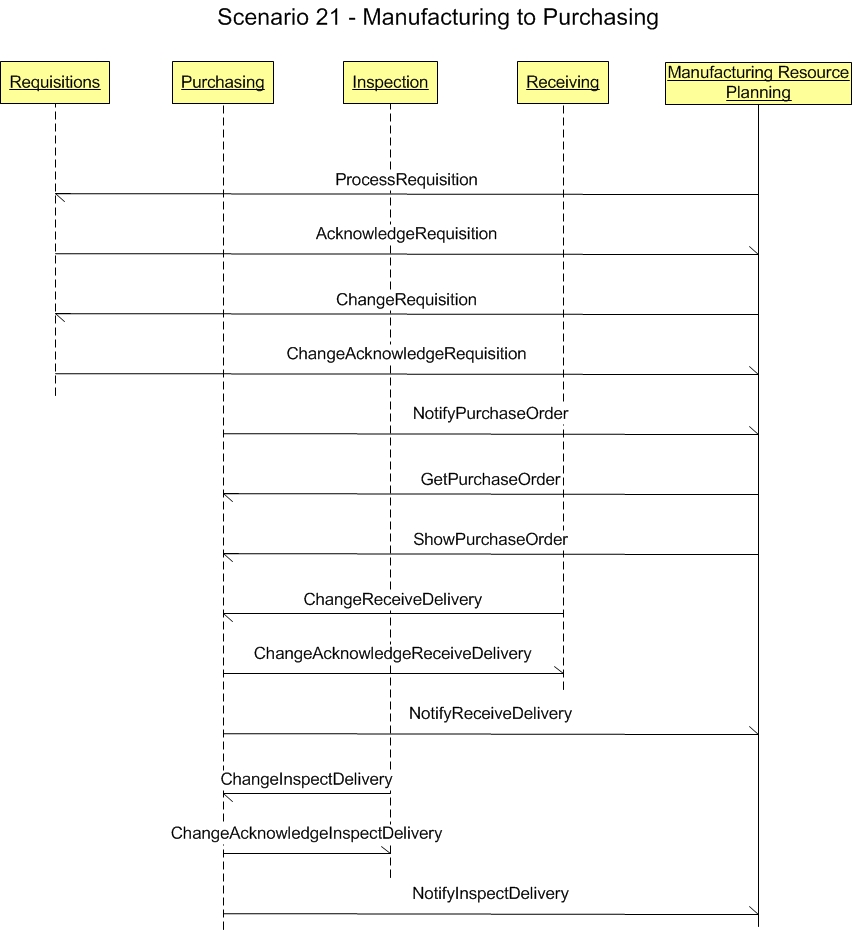 Scenario 21 - Manufacturing to Purchasing
Requisitions
Purchasing
Inspection
Receiving
Manufacturing Resource
Planning
ProcessRequisition
AcknowledgeRequisition
ChangeRequisition
ChangeAcknowledgeRequisition
NotifyPurchaseOrder
GetPurchaseOrder
ShowPurchaseOrder
ChangeReceiveDelivery
ChangeAcknowledgeReceiveDelivery
NotifyReceiveDelivery
ChangeInspectDelivery
ChangeAcknowledgeInspectDelivery
NotifyInspectDelivery